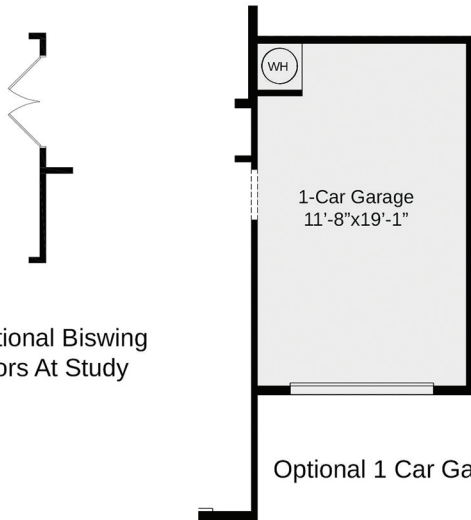 WH
1-Car Garage
11’-8”x19’-1”
tional Biswing
ors At Study
Optional 1 Car Ga